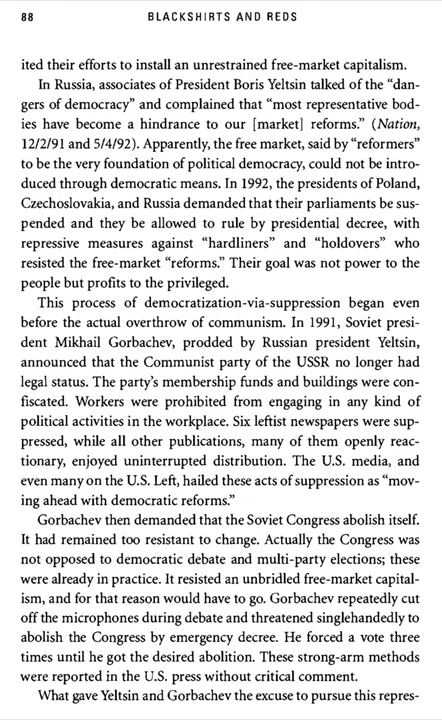 88 BLACKSHIRTS AND REDS
ited their efforts to install an unrestrained free-market capitalism.
In Russia, associates of President Boris Yeltsin talked of the “dan-
gers of democracy” and complained that “most representative bod-
ies have become a hindrance to our [market] reforms.” (Nation,
12/2/91 and 5/4/92). Apparently, the free market, said by “reformers”
to be the very foundation of political democracy, could not be intro-
duced through democratic means. In 1992, the presidents of Poland,
Czechoslovakia, and Russia demanded that their parliaments be sus-
pended and they be allowed to rule by presidential decree, with
repressive measures against “hardliners” and “holdovers” who
resisted the free-market “reforms.” Their goal was not power to the
people but profits to the privileged.
This process of democratization-via-suppression began even
before the actual overthrow of communism. In 1991, Soviet presi-
dent Mikhail Gorbachev, prodded by Russian president Yeltsin,
announced that the Communist party of the USSR no longer had
legal status. The party’s membership funds and buildings were con-
fiscated. Workers were prohibited from engaging in any kind of
political activities in the workplace. Six leftist newspapers were sup-
pressed, while all other publications, many of them openly reac-
tionary, enjoyed uninterrupted distribution. The U.S. media, and
even many on the U.S. Left, hailed these acts of suppression as “mov-
ing ahead with democratic reforms.”
Gorbachev then demanded that the Soviet Congress abolish itself.
It had remained too resistant to change. Actually the Congress was
not opposed to democratic debate and multi-party elections; these
were already in practice. It resisted an unbridled free-market capital-
ism, and for that reason would have to go. Gorbachev repeatedly cut
off the microphones during debate and threatened singlehandedly to
abolish the Congress by emergency decree. He forced a vote three
times until he got the desired abolition. These strong-arm methods
were reported in the U.S. press without critical comment.
What gave Yeltsin and Gorbachev the excuse to pursue this repres-